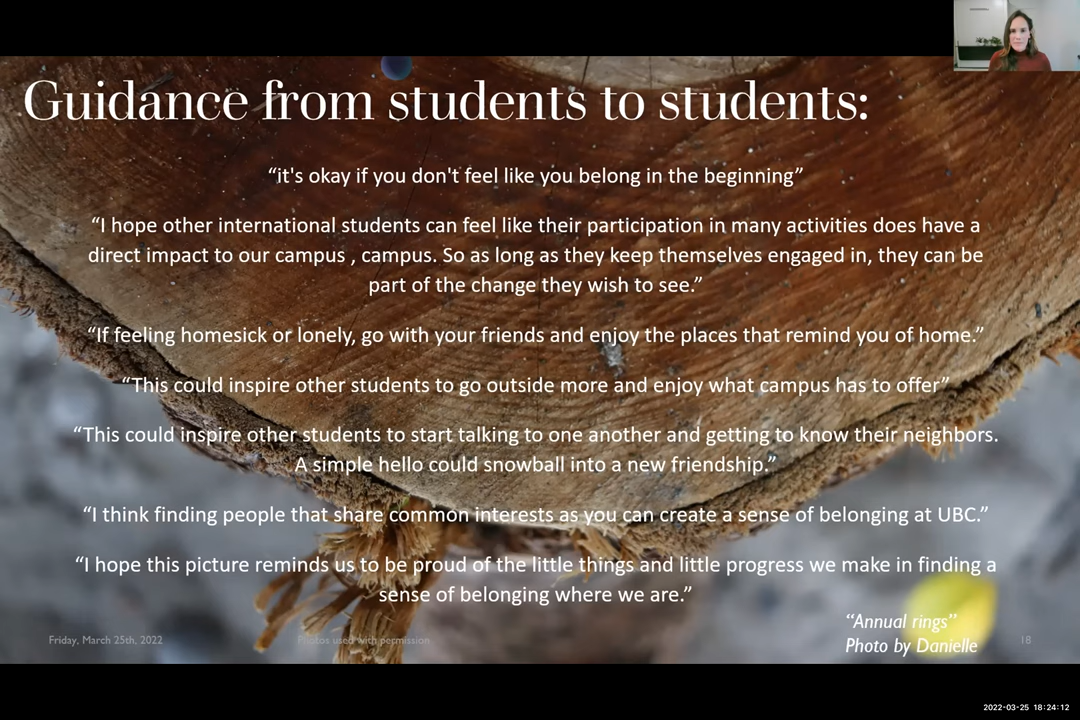 Guidance from students to students:
“it's okay if you don't feel like you belong in the beginning”
“I hope other international students can feel like their participation in many activities does have a
direct impact to our campus , campus. So as long as they keep themselves engaged in, they can be
part of the change they wish to see.”
“If feeling homesick or lonely, go with your friends and enjoy the places that remind you of home.”
“This could inspire other students to go outside more and enjoy what campus has to offer”
“This could inspire other students to start talking to one another and getting to know their neighbors.
A simple hello could snowball into a new friendship.”
“I think finding people that share common interests as you can create a sense of belonging at UBC.”
“I hope this picture reminds us to be proud of the little things and little progress we make in finding a
sense of belonging where we are.”
“Annual rings”
Photo by Danielle
Friday, March 25th, 2022
Photos used with permission
18
2022-03-25 18:24:12